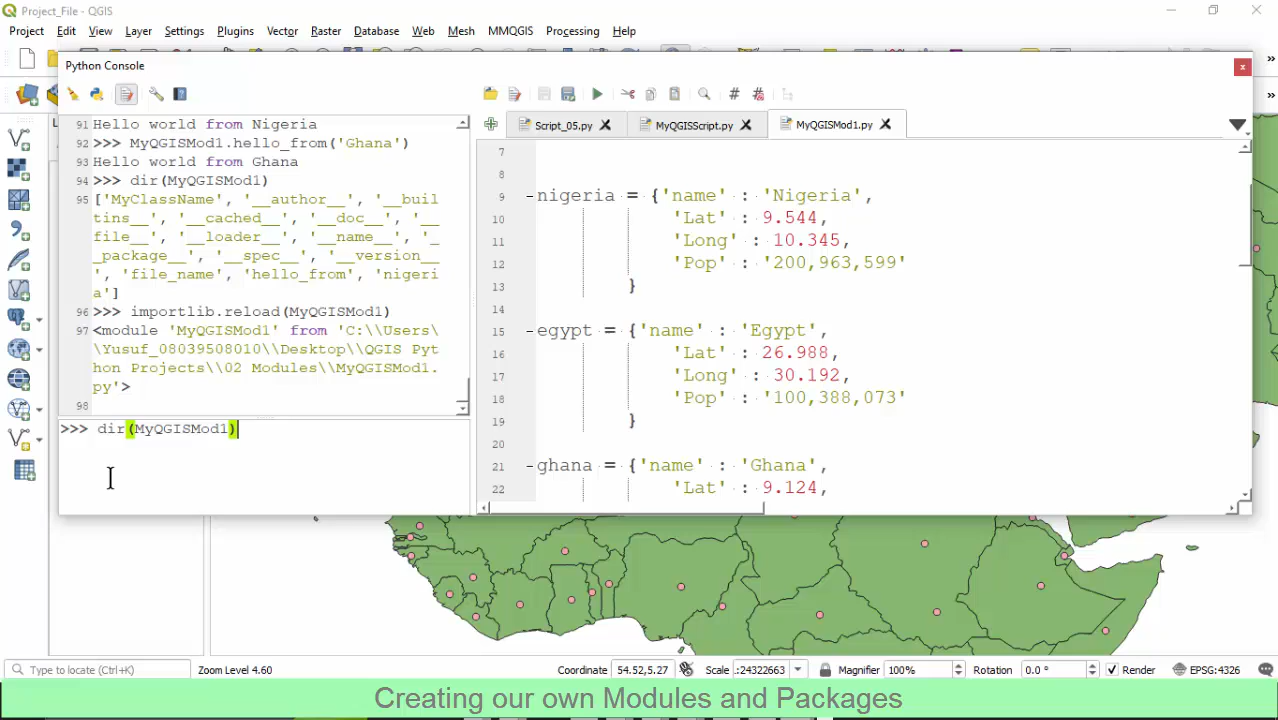 Project_File — QGIS
Project Edit View Layer Settings Plugins Vector Raster Database Web Mesh MMQGIS Processing Help
Python Console
Script_05.py
MyQGISScript.py
MyQGISMod1.py
91 Hello world from Nigeria
92 >>> MyQGISMod1.hello_from('Ghana')
93 Hello world from Ghana
94 >>> dir(MyQGISMod1)
95 ['MyClassName', '__author__', '__buil
tins__', '__cached__', '__doc__', '__
file__', '__loader__', '__name__', '_
_package__', '__spec__', '__version__
', 'file_name', 'hello_from', 'nigeri
a']
96 >>> importlib.reload(MyQGISMod1)
97 <module 'MyQGISMod1' from 'C:\\Users\
\Yusuf_08039508010\\Desktop\\QGIS Pyt
hon Projects\\02 Modules\\MyQGISMod1.
py'>
98
>>> dir(MyQGISMod1)
7
8
9 nigeria = {'name' : 'Nigeria',
10 'Lat' : 9.544,
11 'Long' : 10.345,
12 'Pop' : '200,963,599'
13 }
14
15 egypt = {'name' : 'Egypt',
16 'Lat' : 26.988,
17 'Long' : 30.192,
18 'Pop' : '100,388,073'
19 }
20
21 ghana = {'name' : 'Ghana',
22 'Lat' : 9.124,
Type to locate (Ctrl+K) Zoom Level 4.60 Coordinate 54.52,5.27 Scale :24322663 Magnifier 100% Rotation 0.0 ° Render EPSG:4326
Creating our own Modules and Packages